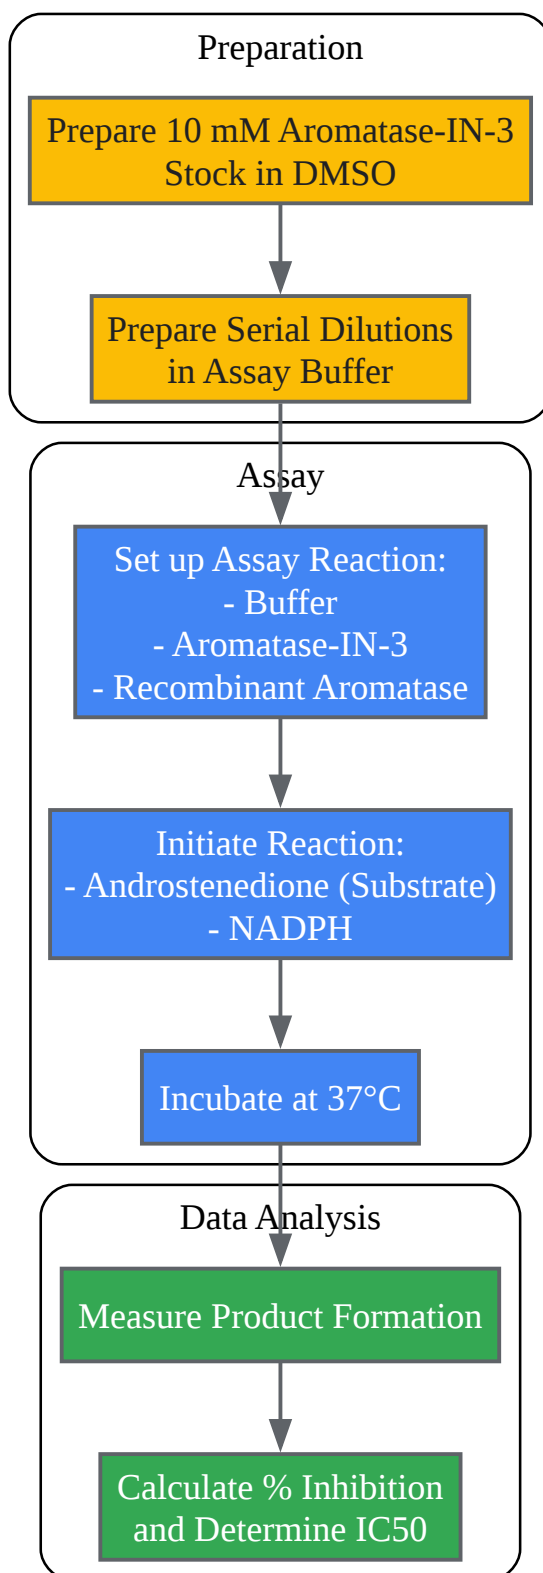 Preparation
Prepare 10 mM Aromatase-IN-3
Stock in DMSO
Prepare Serial Dilutions
in Assay Buffer
Assay
Set up Assay Reaction:
- Buffer
- Aromatase-IN-3
- Recombinant Aromatase
Initiate Reaction:
- Androstenedione (Substrate)
- NADPH
Incubate at 37°C
Data Analysis
Measure Product Formation
Calculate % Inhibition
and Determine IC50